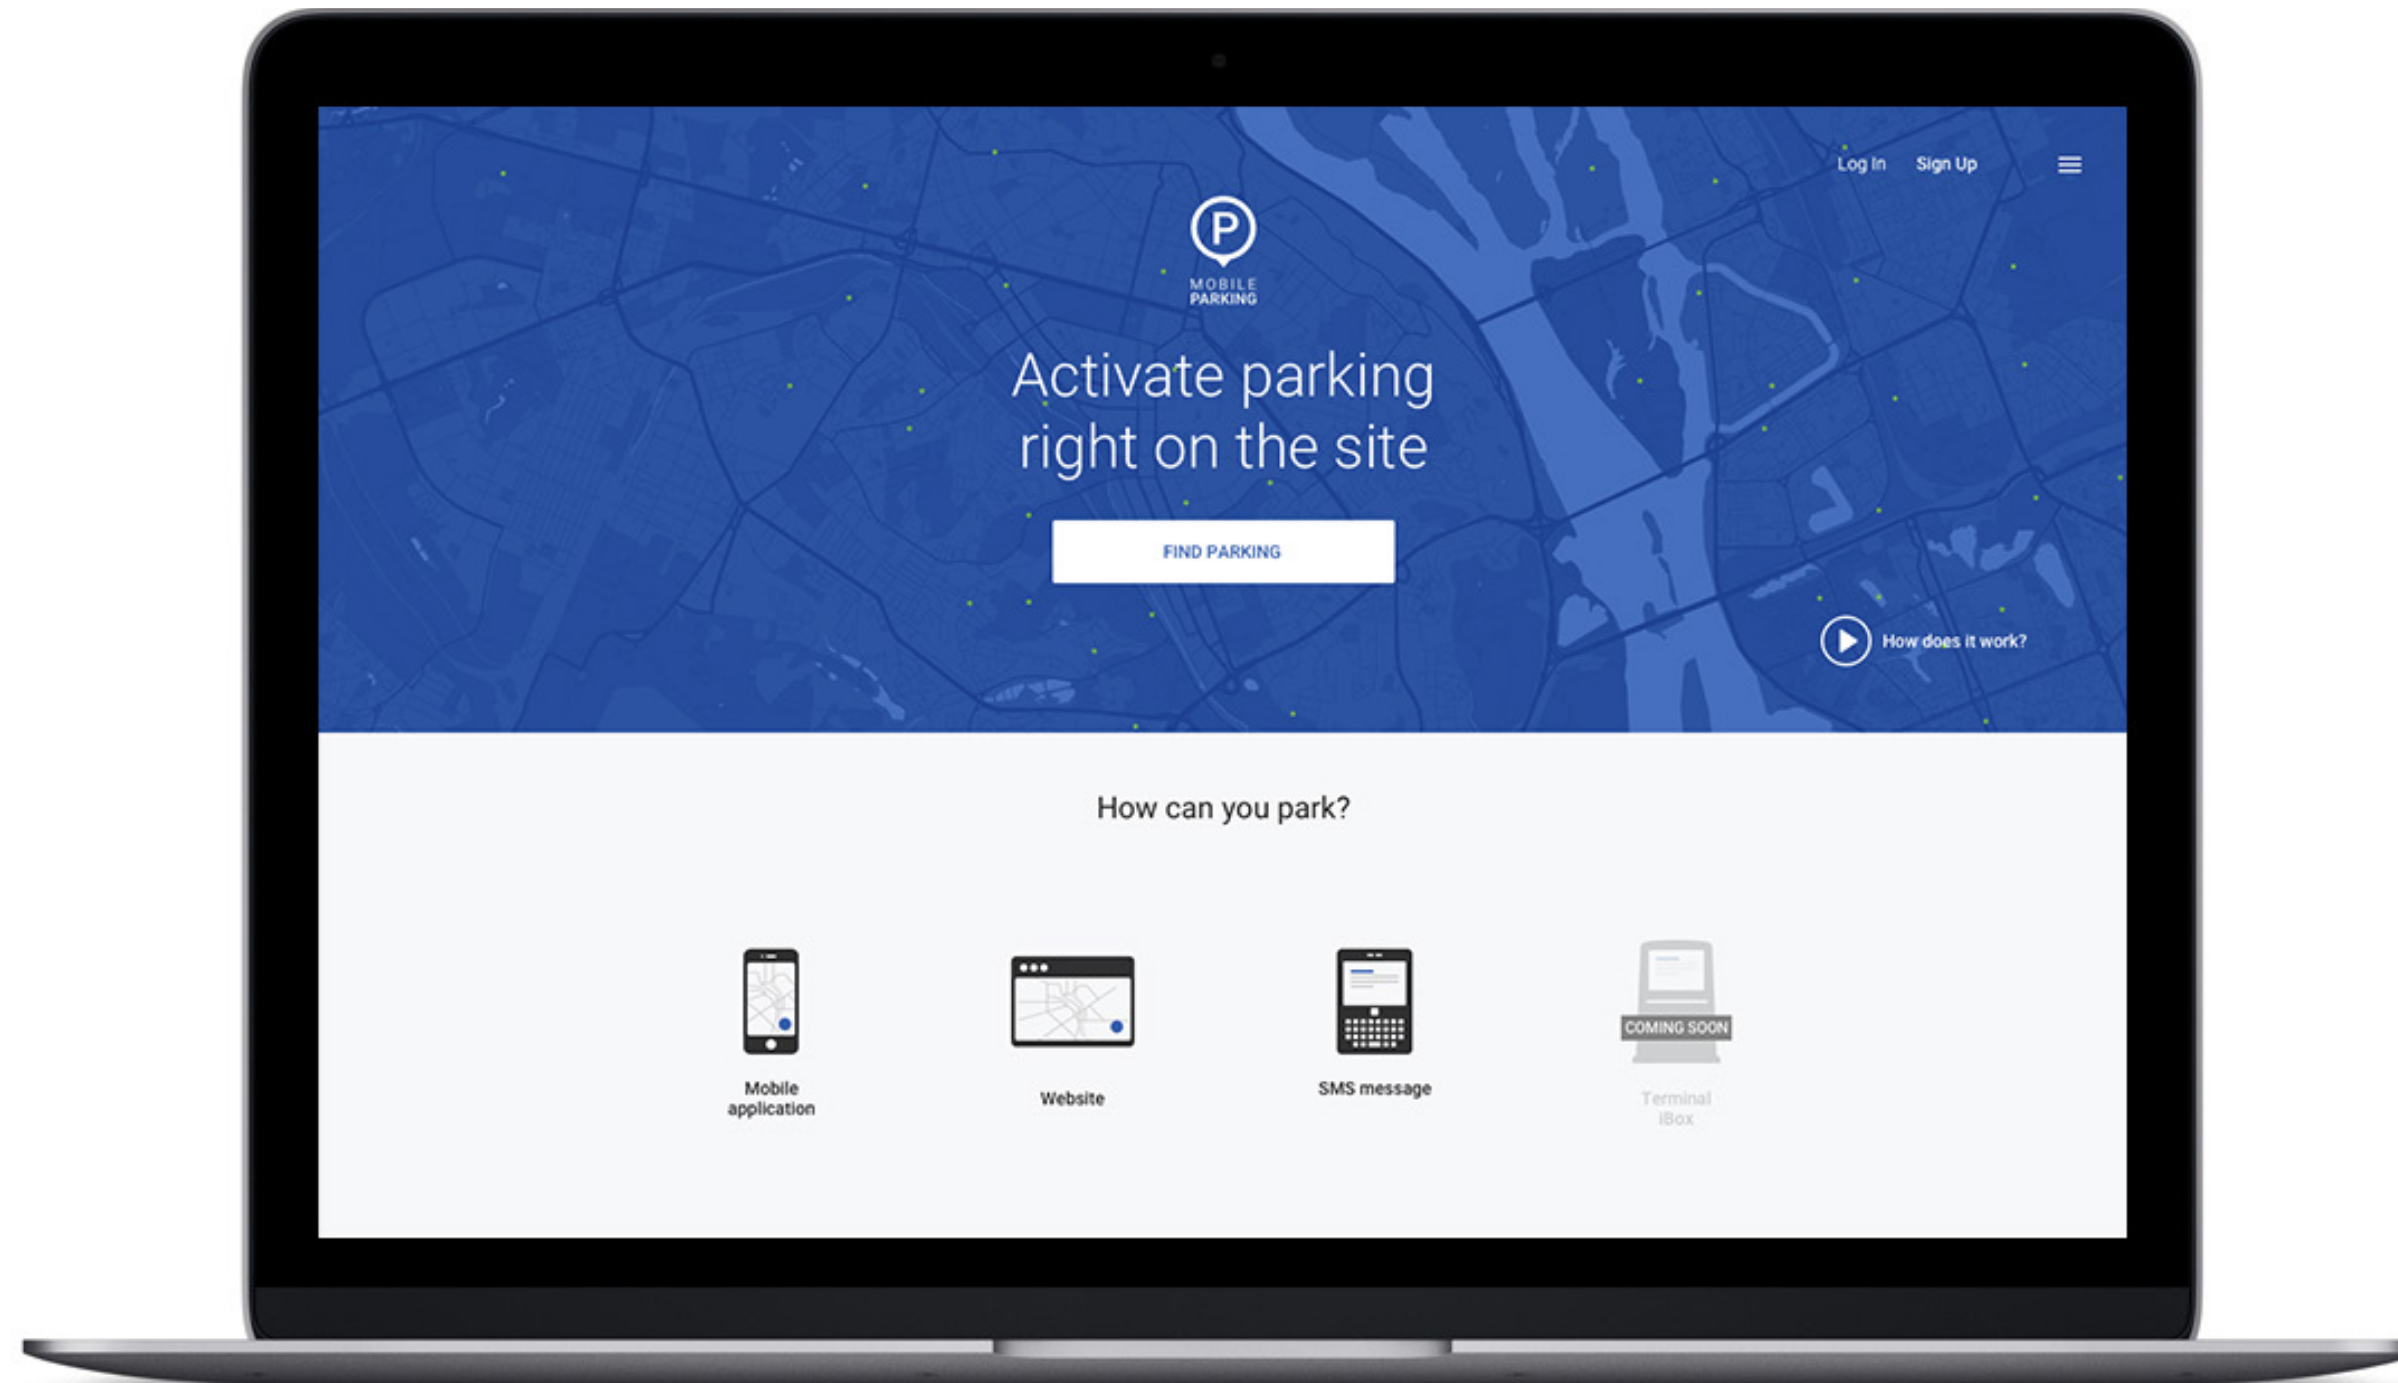 Log In Sign Up
P
MOBILE
PARKING
Activate parking
right on the site
FIND PARKING
How does it work?
How can you park?
COMING SOON
Mobile
application
Website
SMS message
Terminal
iBox